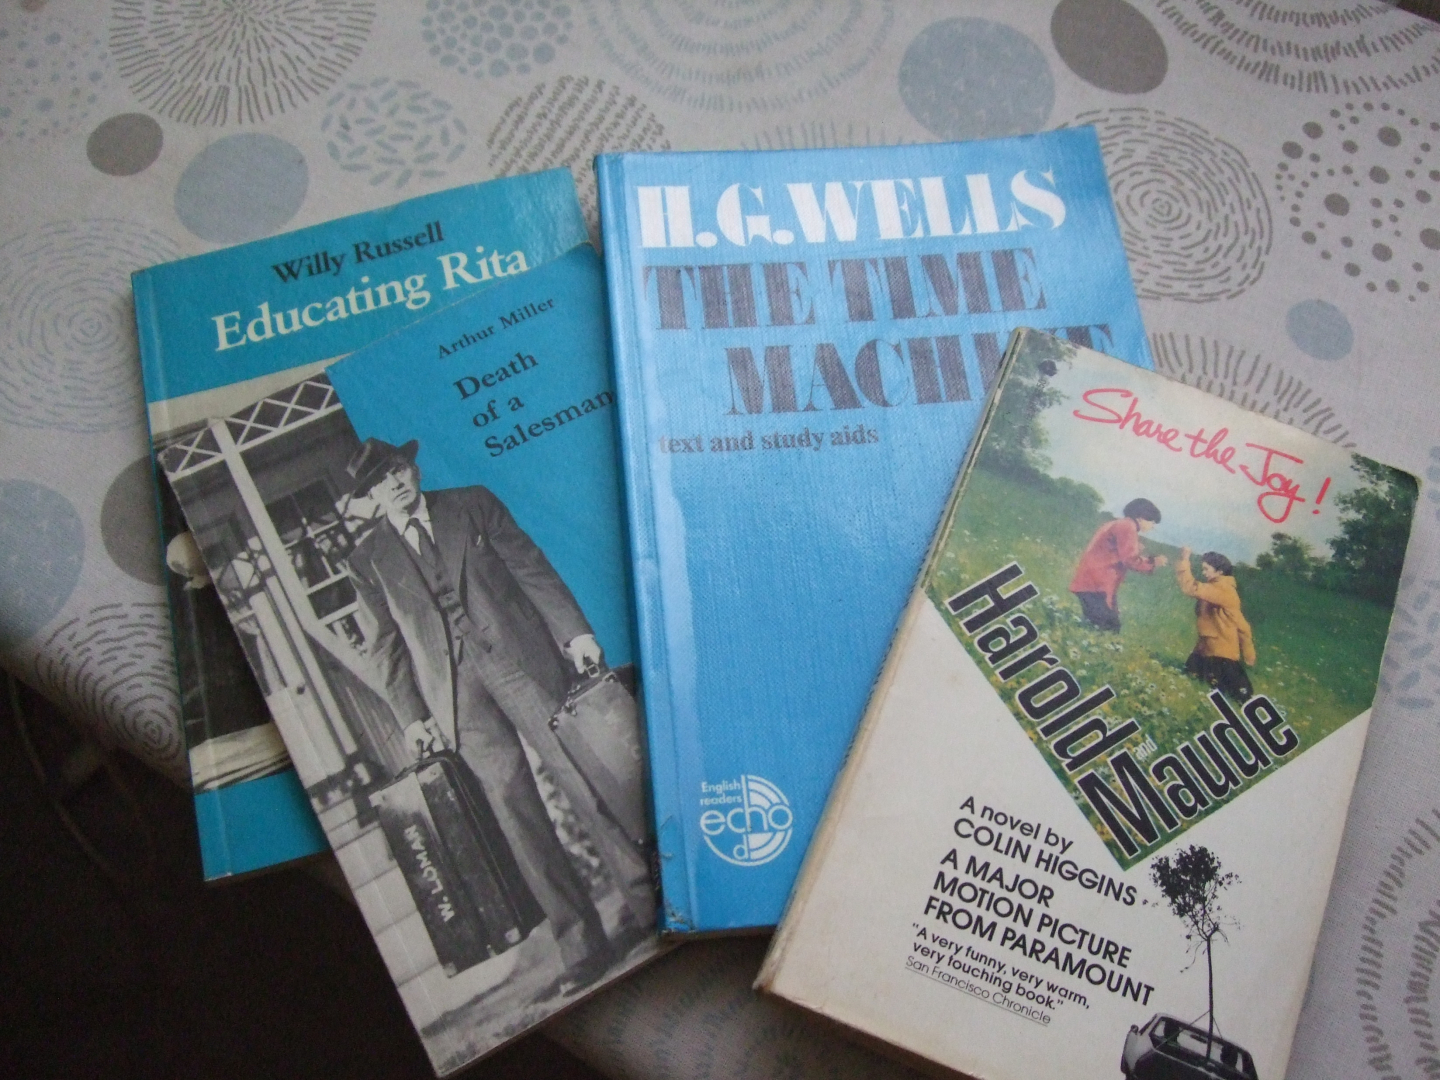 Willy Russell
Educating Rita
Arthur Miller
Death
of a
Salesman
W. LOMAN
H.G.WELLS
THE TIME
MACHINE
text and study aids
English
readers
echo
d
Share the Joy!
Harold
and
Maude
A novel by
COLIN HIGGINS
A MAJOR
MOTION PICTURE
FROM PARAMOUNT
"A very funny, very warm,
very touching book."
San Francisco Chronicle